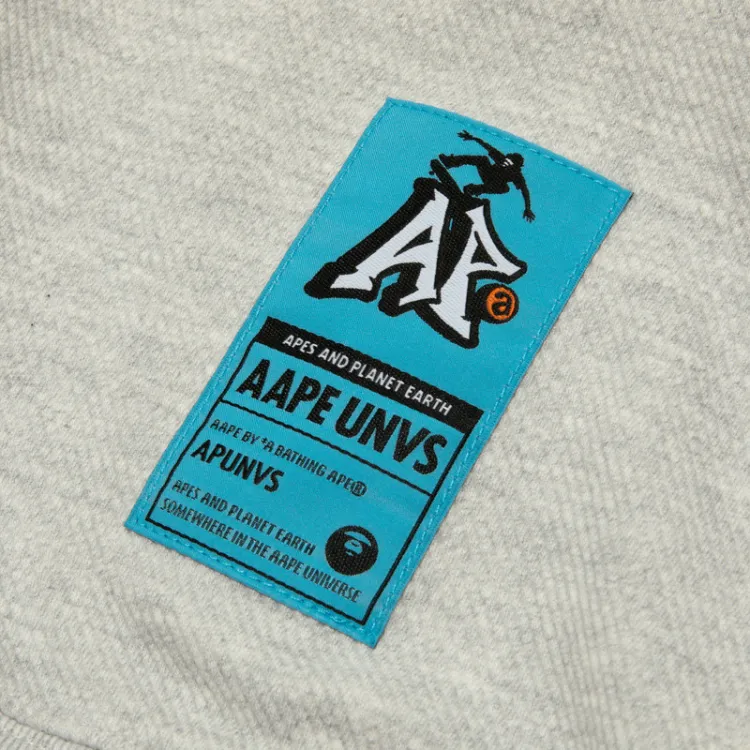 AP
a
APES AND PLANET EARTH
AAPE UNVS
AAPE BY *A BATHING APE®
APUNVS
APES AND PLANET EARTH
SOMEWHERE IN THE AAPE UNIVERSE